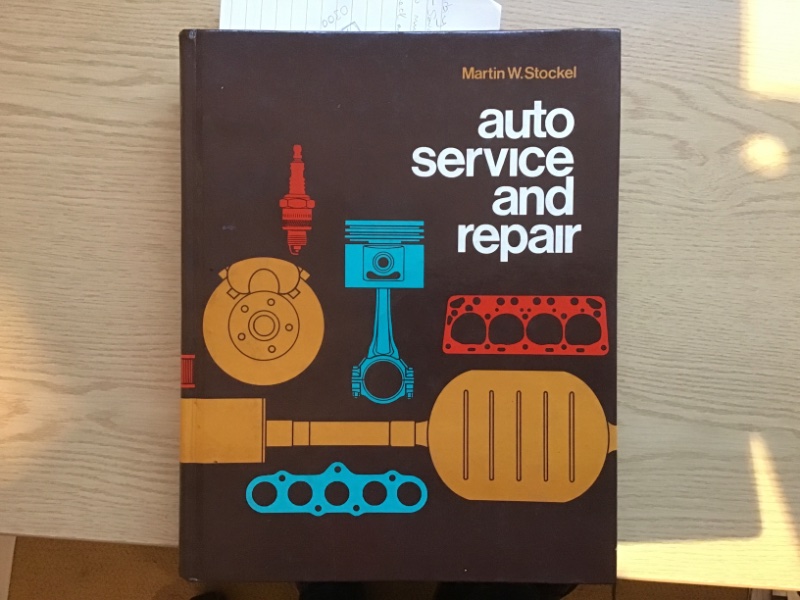 Martin W. Stockel
auto
service
and
repair